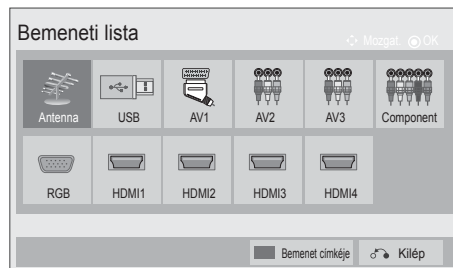 Bemeneti lista
Mozgat OK
Antenna USB AV1 AV2 AV3 Component
RGB HDMI1 HDMI2 HDMI3 HDMI4
Bemenet címkéje Kilép